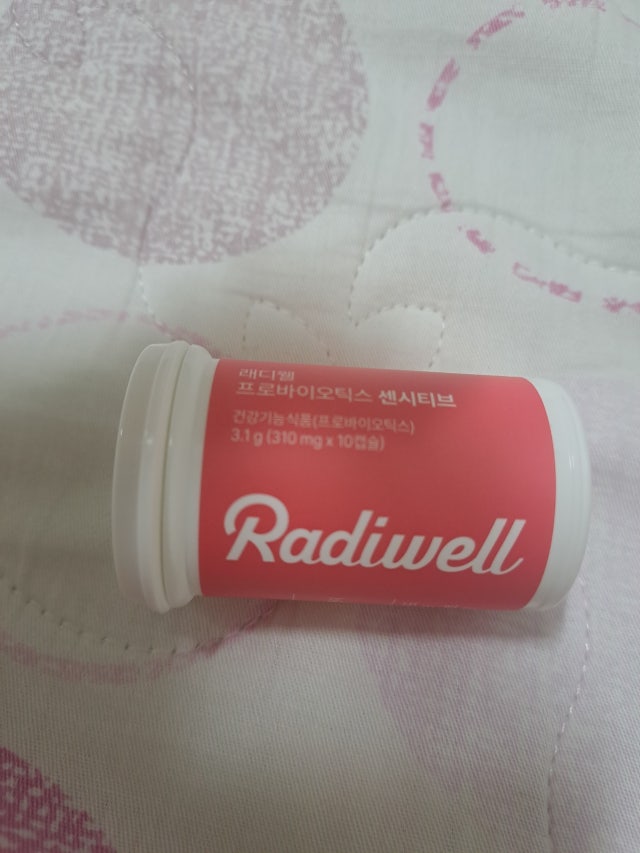 래디웰
프로바이오틱스 센시티브
건강기능식품(프로바이오틱스)
3.1 g (310 mg x 10캡슐)
Radiwell